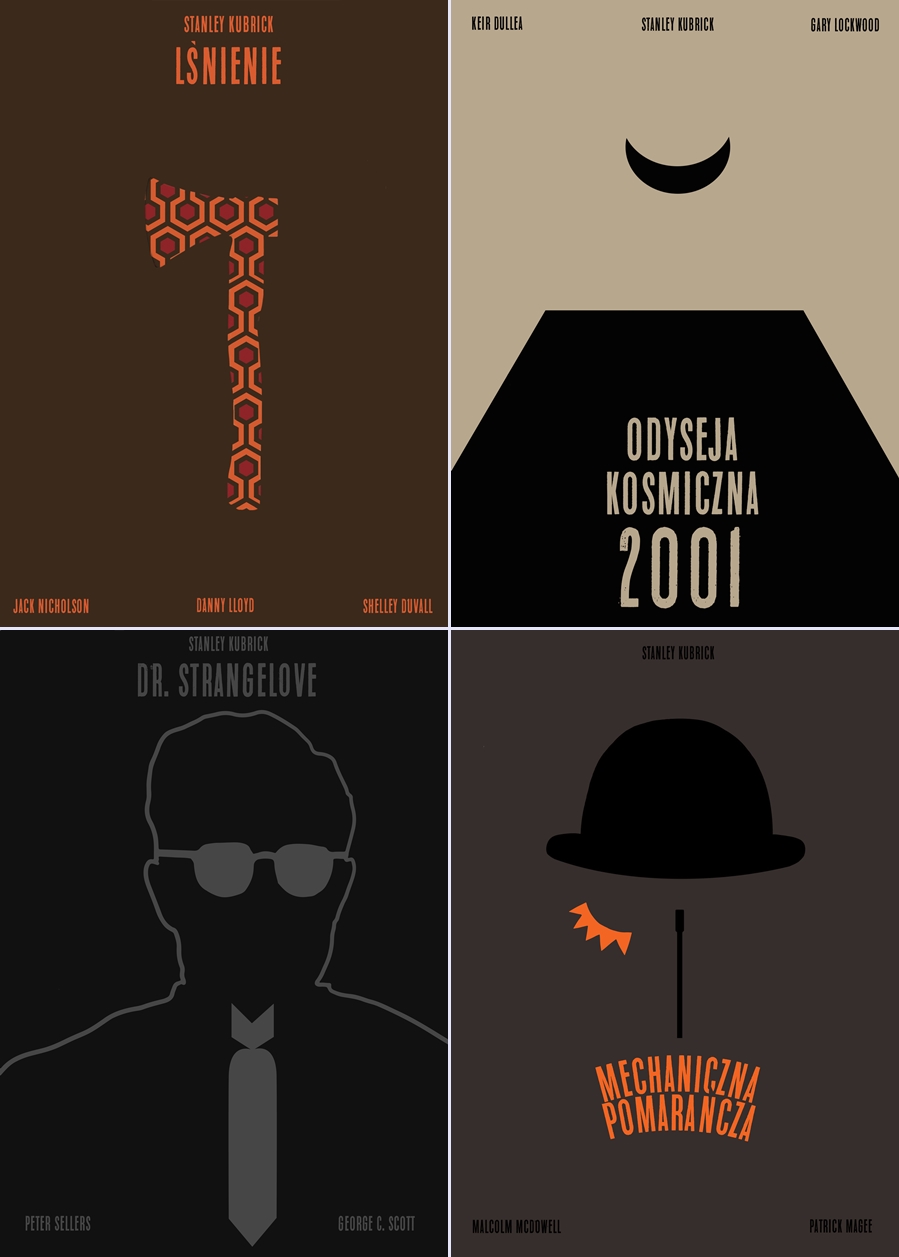 STANLEY KUBRICK
LŚNIENIE
JACK NICHOLSON
DANNY LLOYD
SHELLEY DUVALL
KEIR DULLEA
STANLEY KUBRICK
GARY LOCKWOOD
ODYSEJA
KOSMICZNA
2001
STANLEY KUBRICK
DR. STRANGELOVE
PETER SELLERS
GEORGE C. SCOTT
STANLEY KUBRICK
MECHANICZNA
POMARAŃCZA
MALCOLM MCDOWELL
PATRICK MAGEE